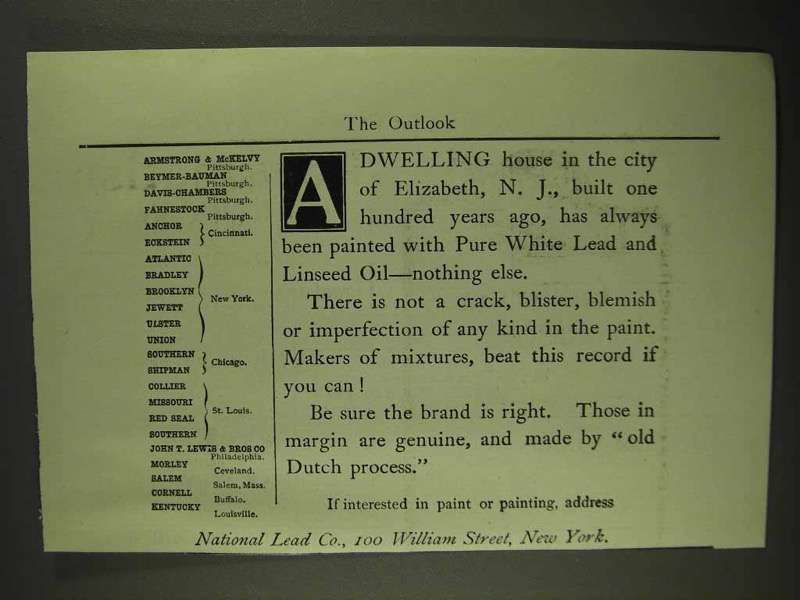 The Outlook
ARMSTRONG & McKELVY
Pittsburgh.
BEYMER-BAUMAN
Pittsburgh.
DAVIS-CHAMBERS
Pittsburgh.
FAHNESTOCK
Pittsburgh.
ANCHOR
Cincinnati.
ECKSTEIN
ATLANTIC
BRADLEY
BROOKLYN
New York.
JEWETT
ULSTER
UNION
SOUTHERN
Chicago.
SHIPMAN
COLLIER
MISSOURI
St. Louis.
RED SEAL
SOUTHERN
JOHN T. LEWIS & BROS CO
Philadelphia.
MORLEY
Ceveland.
SALEM
Salem, Mass.
CORNELL
Buffalo.
KENTUCKY
Louisville.
A DWELLING house in the city
of Elizabeth, N. J., built one
hundred years ago, has always
been painted with Pure White Lead and
Linseed Oil—nothing else.
There is not a crack, blister, blemish
or imperfection of any kind in the paint.
Makers of mixtures, beat this record if
you can!
Be sure the brand is right. Those in
margin are genuine, and made by "old
Dutch process."
If interested in paint or painting, address
National Lead Co., 100 William Street, New York.